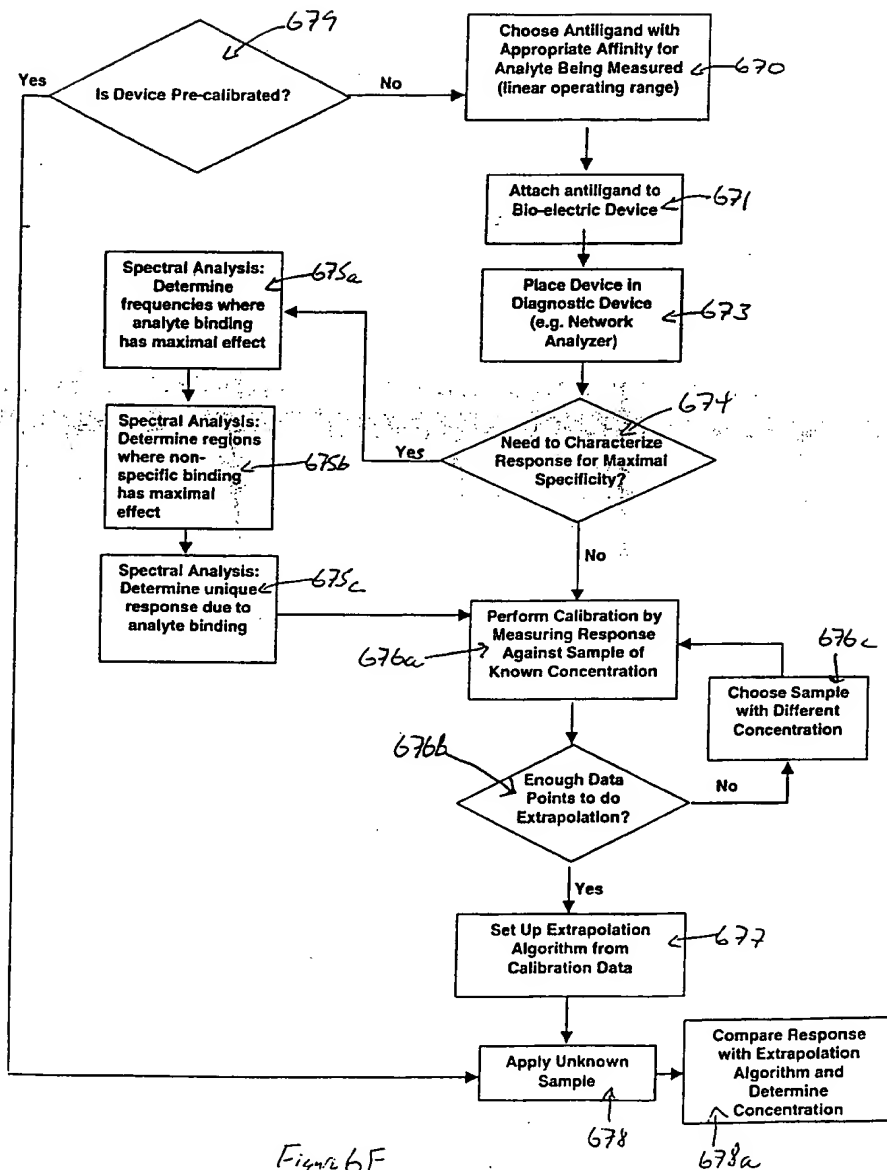 679
Is Device Pre-calibrated?
Yes
No
Choose Antiligand with
Appropriate Affinity for
Analyte Being Measured
(linear operating range)
670
Attach antiligand to
Bio-electric Device
671
Place Device in
Diagnostic Device
(e.g. Network
Analyzer)
673
674
Need to Characterize
Response for Maximal
Specificity?
Yes
No
Spectral Analysis:
Determine
frequencies where
analyte binding
has maximal effect
675a
Spectral Analysis:
Determine regions
where non-
specific binding
has maximal
effect
675b
Spectral Analysis:
Determine unique
response due to
analyte binding
675c
Perform Calibration by
Measuring Response
Against Sample of
Known Concentration
676a
676c
Choose Sample
with Different
Concentration
676b
Enough Data
Points to do
Extrapolation?
No
Yes
Set Up Extrapolation
Algorithm from
Calibration Data
677
Apply Unknown
Sample
678
Compare Response
with Extrapolation
Algorithm and
Determine
Concentration
678a
Figure 6F